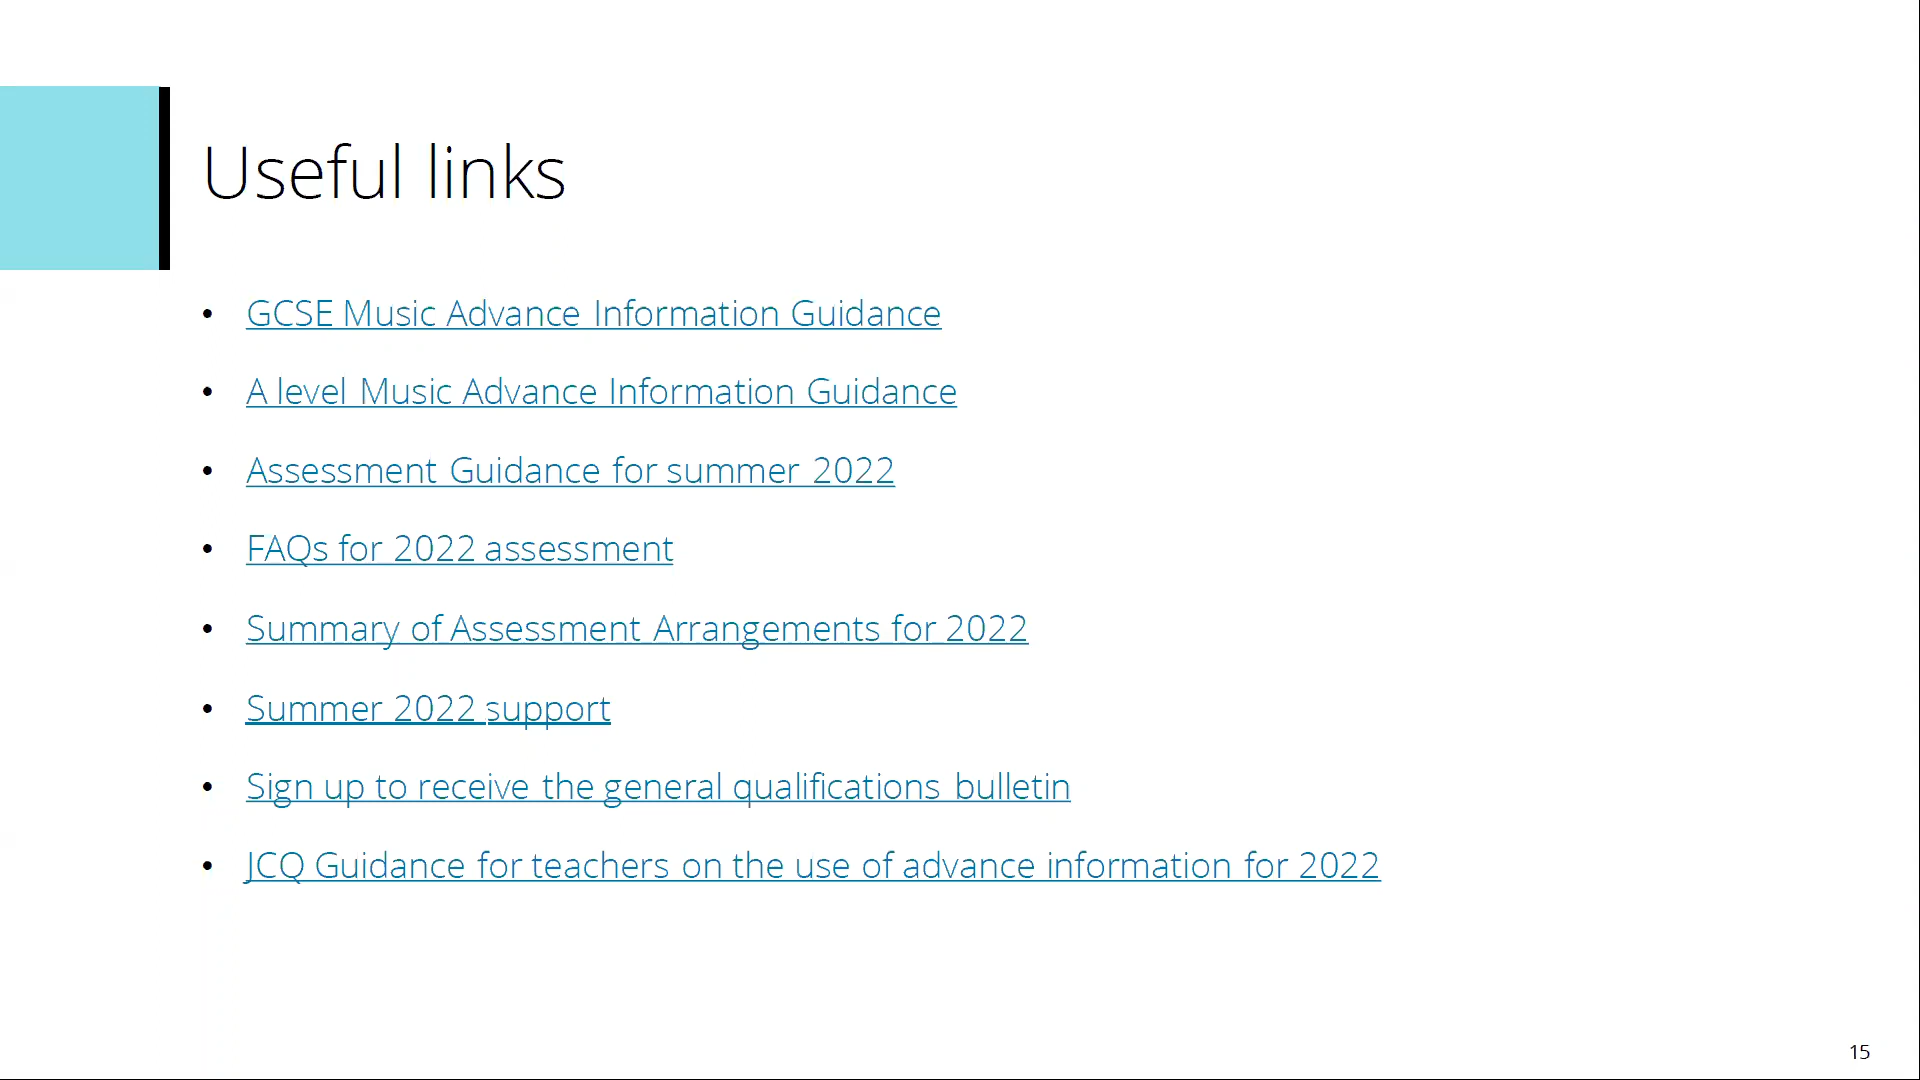 Useful links
• GCSE Music Advance Information Guidance
• A level Music Advance Information Guidance
• Assessment Guidance for summer 2022
• FAQs for 2022 assessment
• Summary of Assessment Arrangements for 2022
• Summer 2022 support
• Sign up to receive the general qualifications bulletin
• JCQ Guidance for teachers on the use of advance information for 2022
15